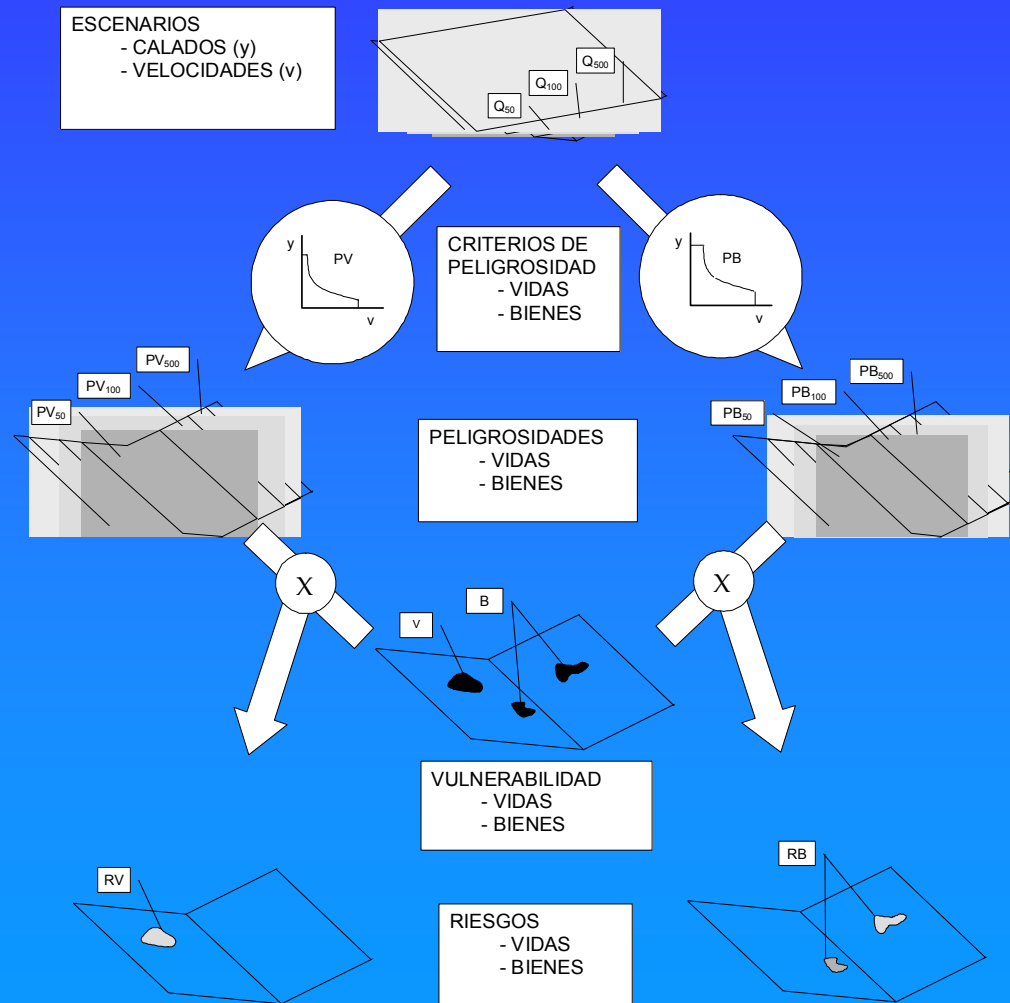 ESCENARIOS
- CALADOS (y)
- VELOCIDADES (v)
Q500
Q100
Q50
y
PV
v
CRITERIOS DE
PELIGROSIDAD
- VIDAS
- BIENES
y
PB
v
PV500
PV100
PV50
PELIGROSIDADES
- VIDAS
- BIENES
PB500
PB100
PB50
X
X
B
V
VULNERABILIDAD
- VIDAS
- BIENES
RV
RB
RIESGOS
- VIDAS
- BIENES